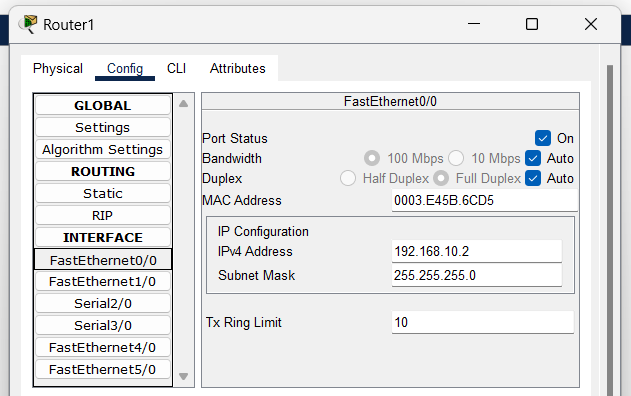 Router1
Physical Config CLI Attributes
GLOBAL
Settings
Algorithm Settings
ROUTING
Static
RIP
INTERFACE
FastEthernet0/0
FastEthernet1/0
Serial2/0
Serial3/0
FastEthernet4/0
FastEthernet5/0
FastEthernet0/0
Port Status On
Bandwidth 100 Mbps 10 Mbps Auto
Duplex Half Duplex Full Duplex Auto
MAC Address 0003.E45B.6CD5
IP Configuration
IPv4 Address 192.168.10.2
Subnet Mask 255.255.255.0
Tx Ring Limit 10